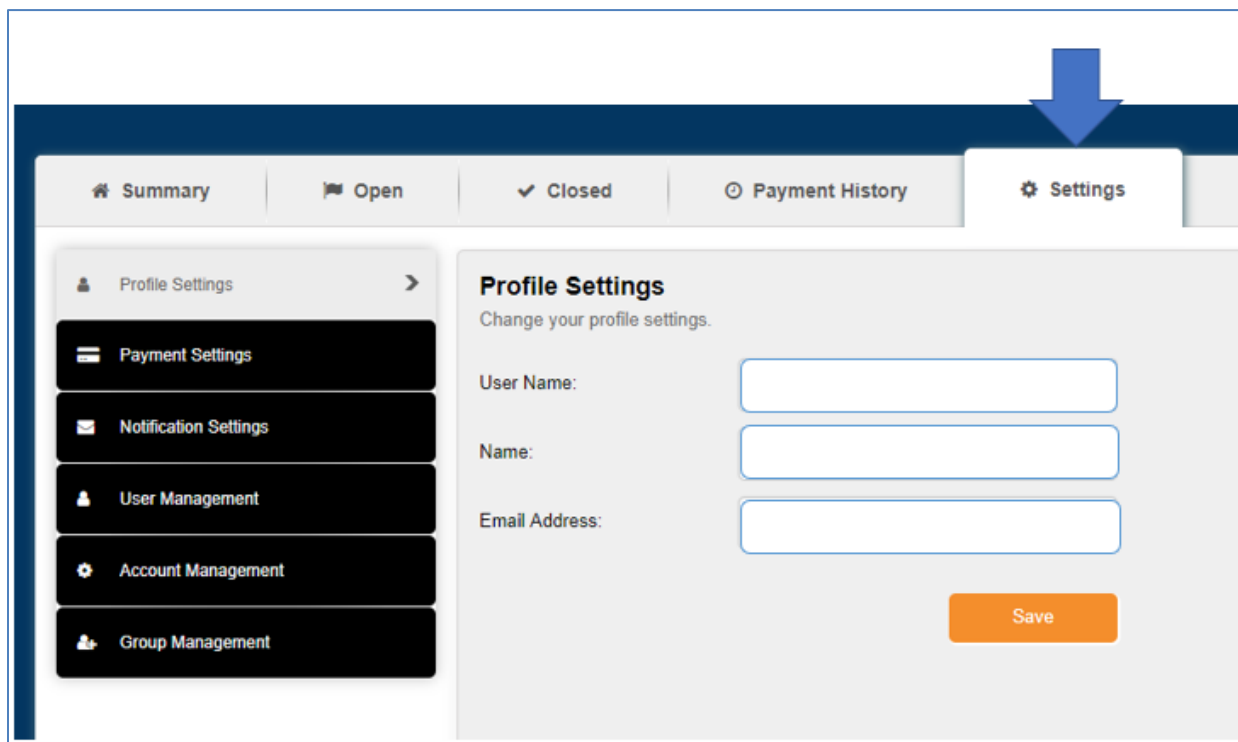 Summary Open Closed Payment History Settings
Profile Settings
Payment Settings
Notification Settings
User Management
Account Management
Group Management
Profile Settings
Change your profile settings.
User Name:
Name:
Email Address:
Save